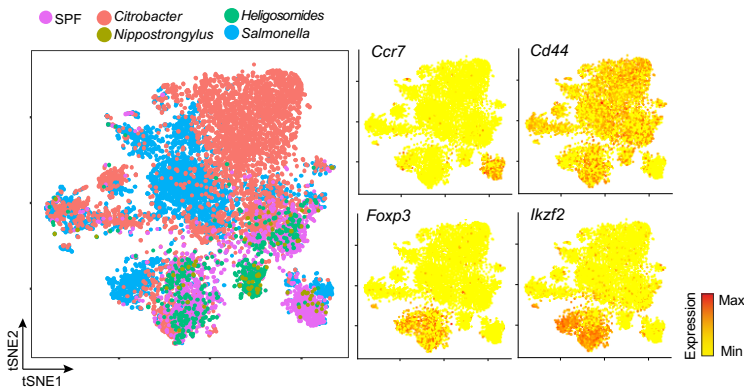 SPF
Citrobacter
Heligosomides
Nippostrongylus
Salmonella
Ccr7
Cd44
Foxp3
Ikzf2
tSNE2
tSNE1
Expression
Max
Min